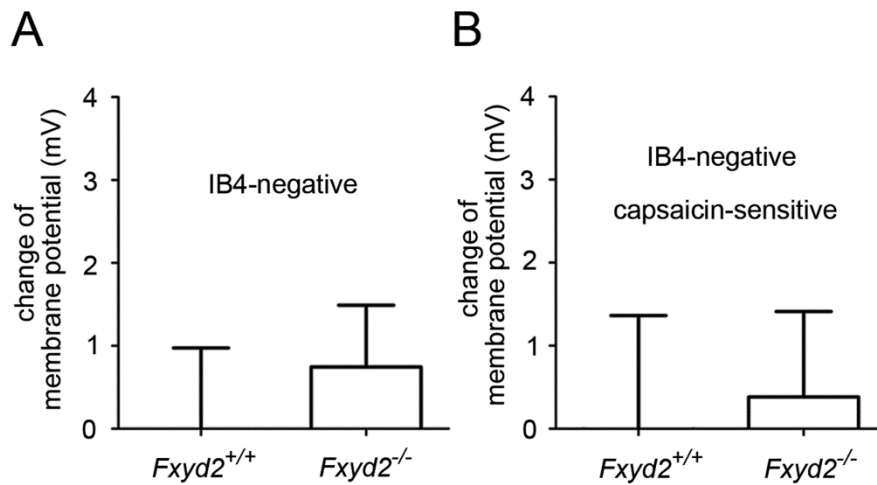 A
change of
membrane potential (mV)
4
3
2
1
0
IB4-negative
Fxyd2+/+
Fxyd2-/-
B
change of
membrane potential (mV)
4
3
2
1
0
IB4-negative
capsaicin-sensitive
Fxyd2+/+
Fxyd2-/-